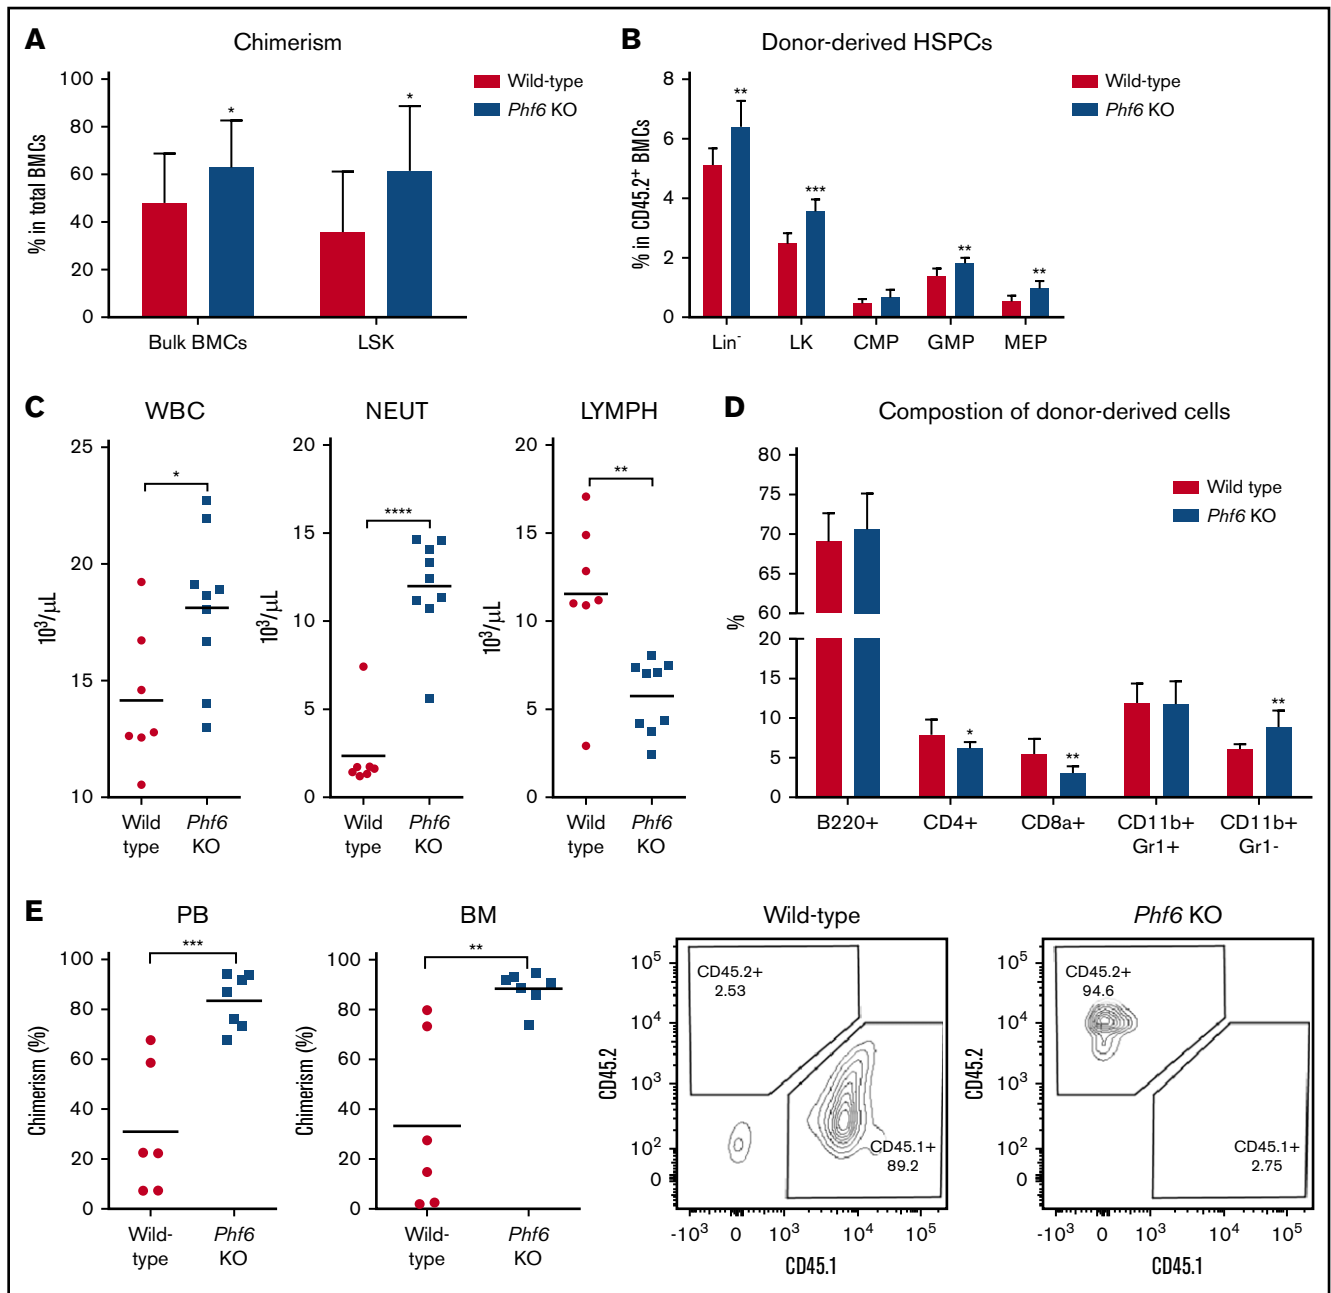 A
Chimerism
100
80
60
40
20
0
% in total BMCs
*
*
Bulk BMCs
LSK
Wild-type
Phf6 KO
B
Donor-derived HSPCs
8
6
4
2
0
% in CD45.2+ BMCs
**
***
**
**
Lin-
LK
CMP
GMP
MEP
Wild-type
Phf6 KO
C
WBC
25
20
15
10
10³/µL
*
Wild
type
Phf6
KO
NEUT
20
15
10
5
0
10³/µL
****
Wild
type
Phf6
KO
LYMPH
20
15
10
5
0
10³/µL
**
Wild
type
Phf6
KO
D
Compostion of donor-derived cells
80
75
70
65
60
20
15
10
5
0
%
*
**
**
B220+
CD4+
CD8a+
CD11b+
Gr1+
CD11b+
Gr1-
Wild type
Phf6 KO
E
PB
100
80
60
40
20
0
Chimerism (%)
***
Wild-
type
Phf6
KO
BM
100
80
60
40
20
0
Chimerism (%)
**
Wild-
type
Phf6
KO
Wild-type
10⁵
10⁴
10³
10²
0
CD45.2
CD45.2+
2.53
CD45.1+
89.2
-10³ 0 10³ 10⁴ 10⁵
CD45.1
Phf6 KO
10⁵
10⁴
10³
10²
0
CD45.2
CD45.2+
94.6
CD45.1+
2.75
-10³ 0 10³ 10⁴ 10⁵
CD45.1